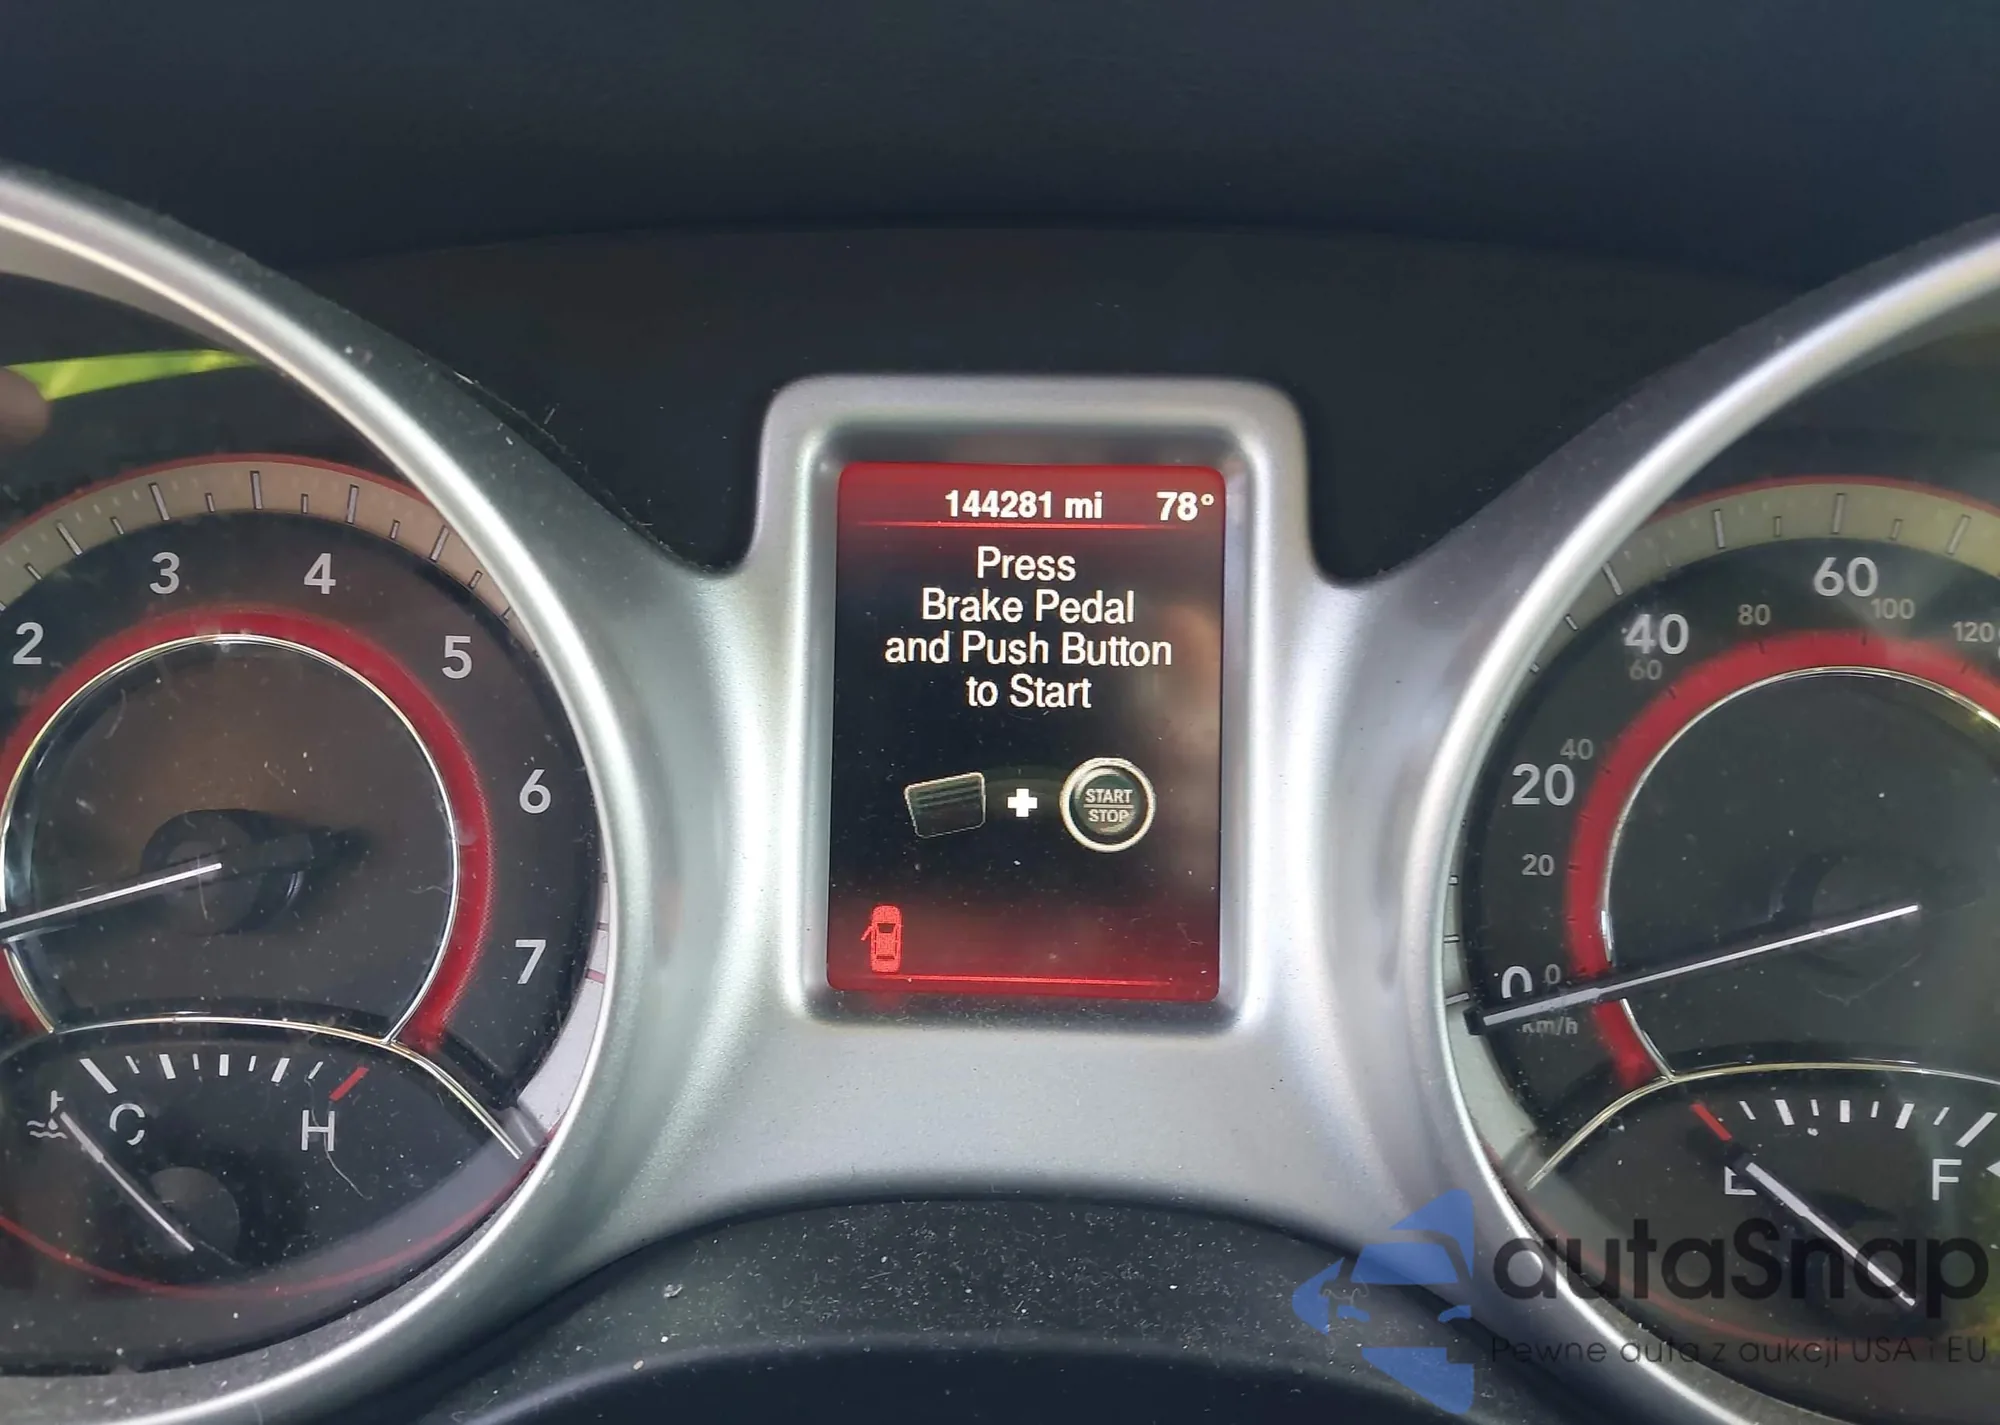 144281 mi 78°
Press
Brake Pedal
and Push Button
to Start
START
STOP
2 3 4 5 6 7
C H
0 20 40 60
0 20 40 60 80 100 120
km/h
E F
autaSnap
Pewne auta z aukcji USA i EU